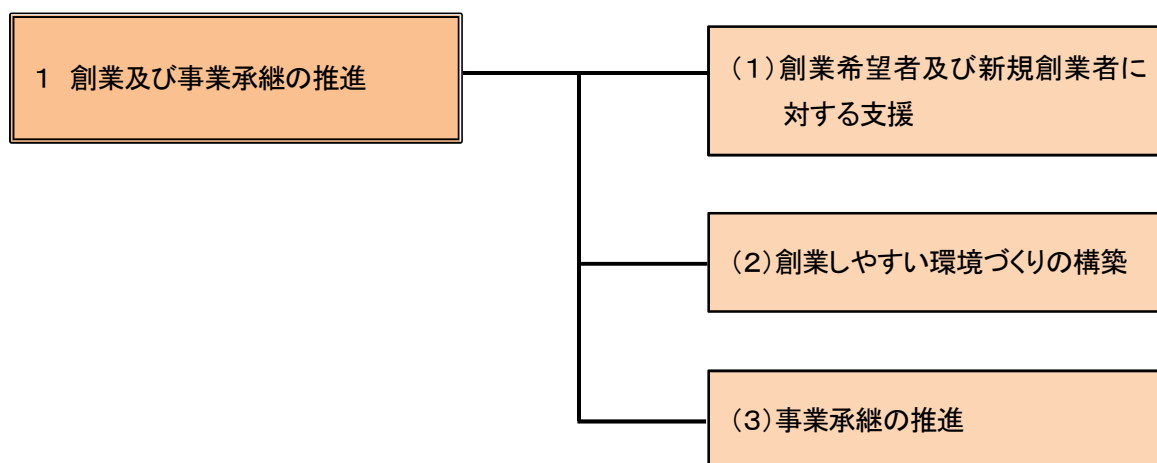 １ 創業及び事業承継の推進
（１）創業希望者及び新規創業者に
対する支援
（２）創業しやすい環境づくりの構築
（３）事業承継の推進